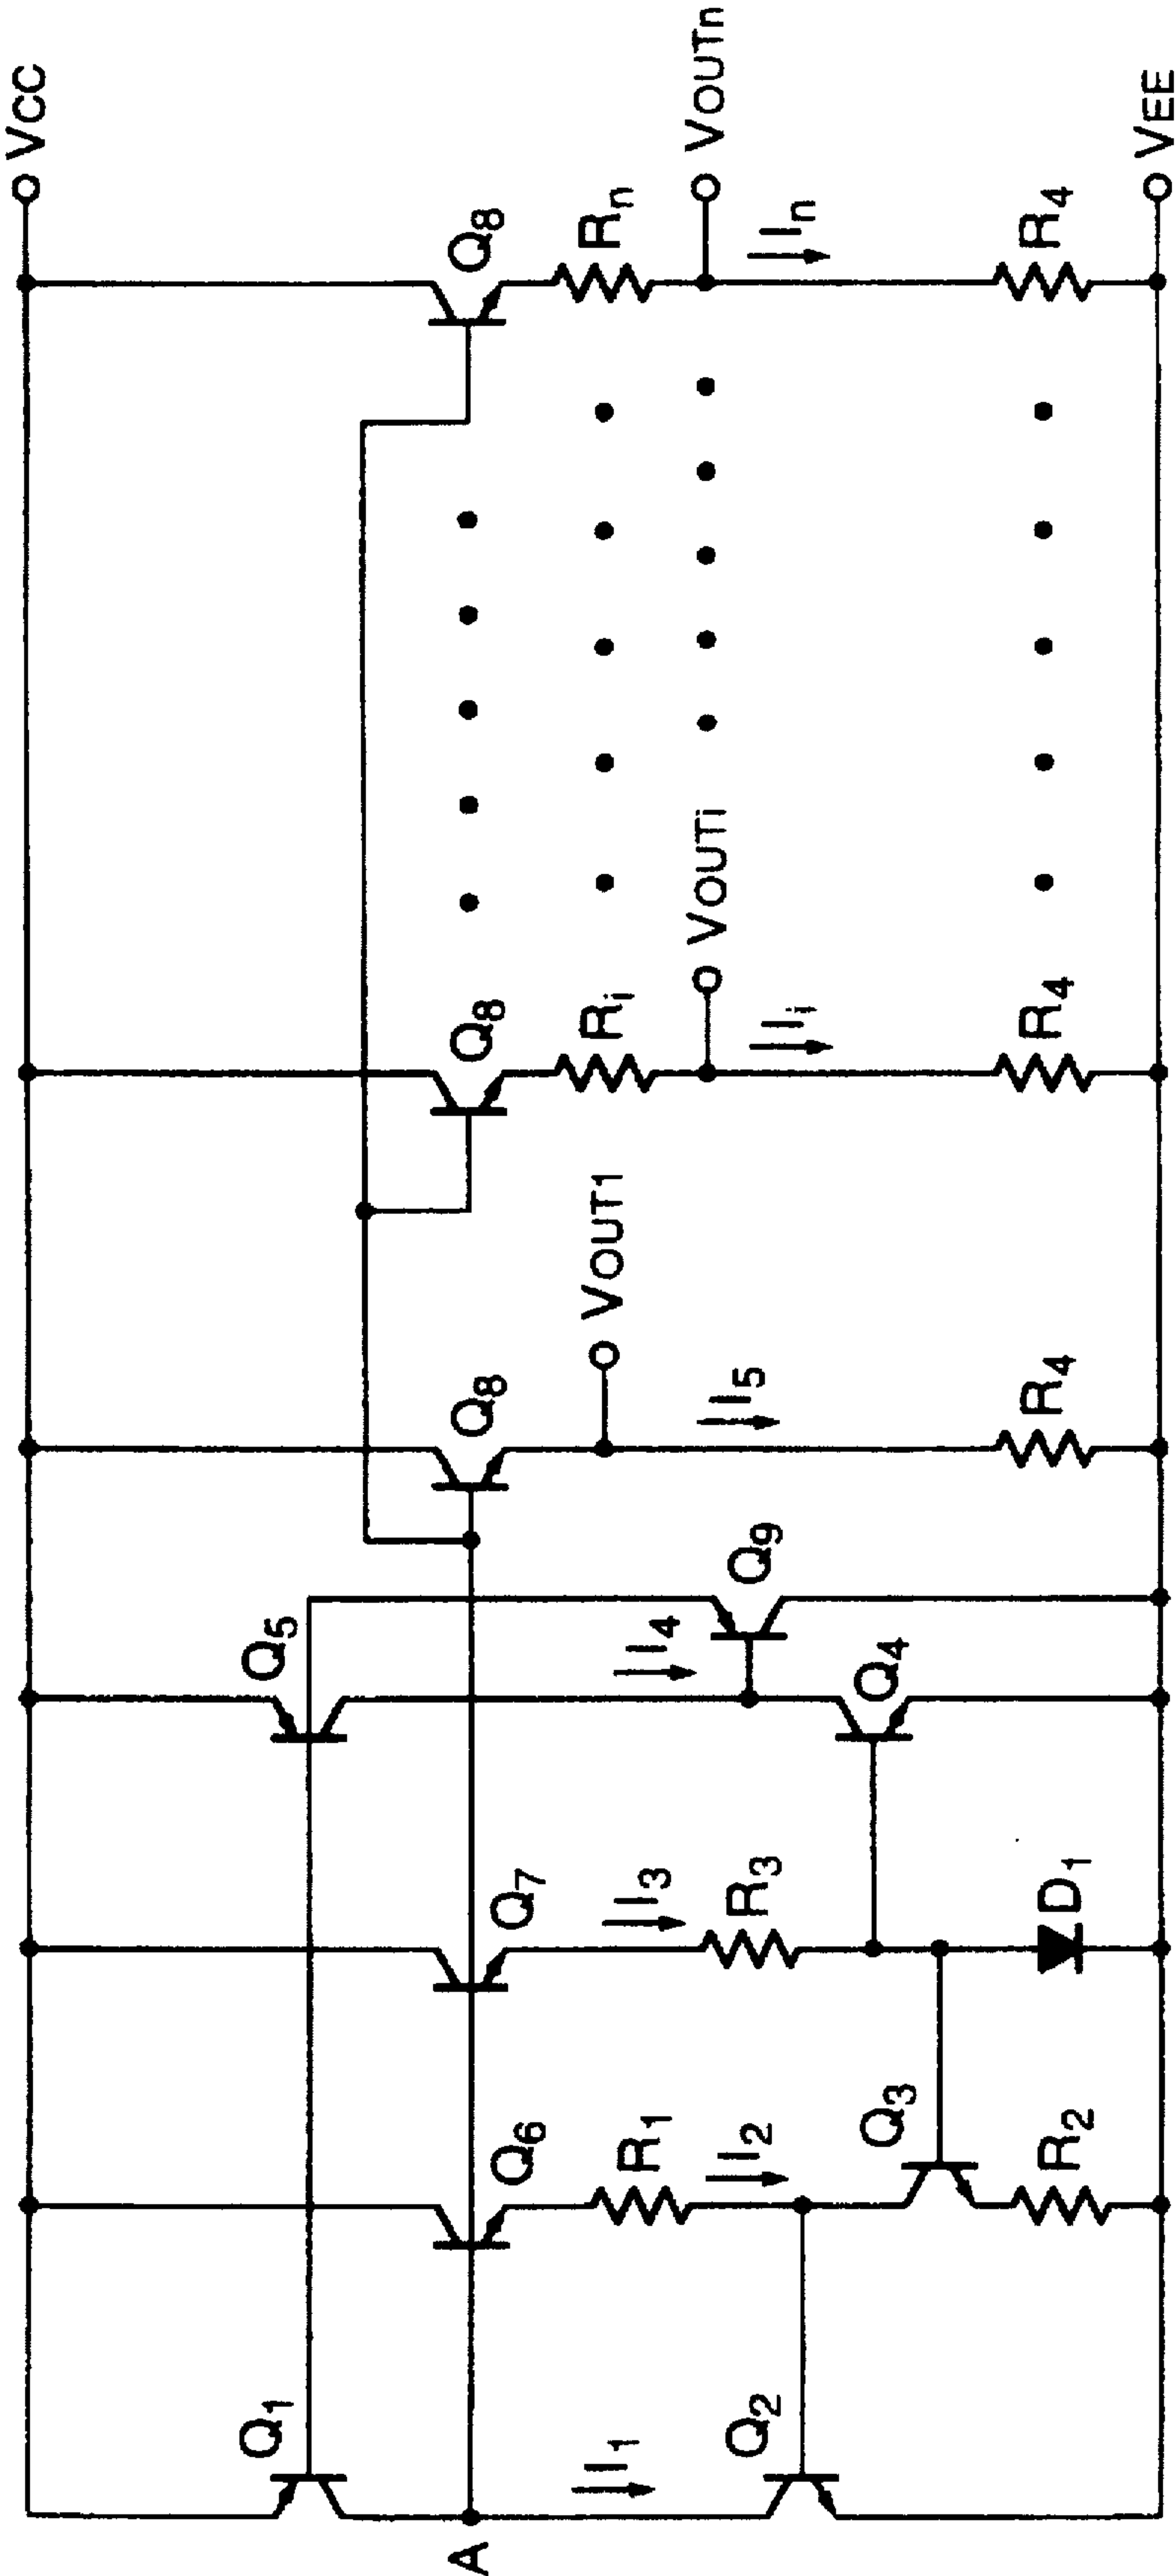 VCC
Q1
Q5
Q8
Q8
Q8
A
Q6
Q7
R1
R3
Ri
Rn
VOUT1
VOUTi
VOUTn
I1
I2
I3
I4
I5
Ii
In
Q2
Q3
Q4
Q9
R2
D1
R4
R4
R4
VEE